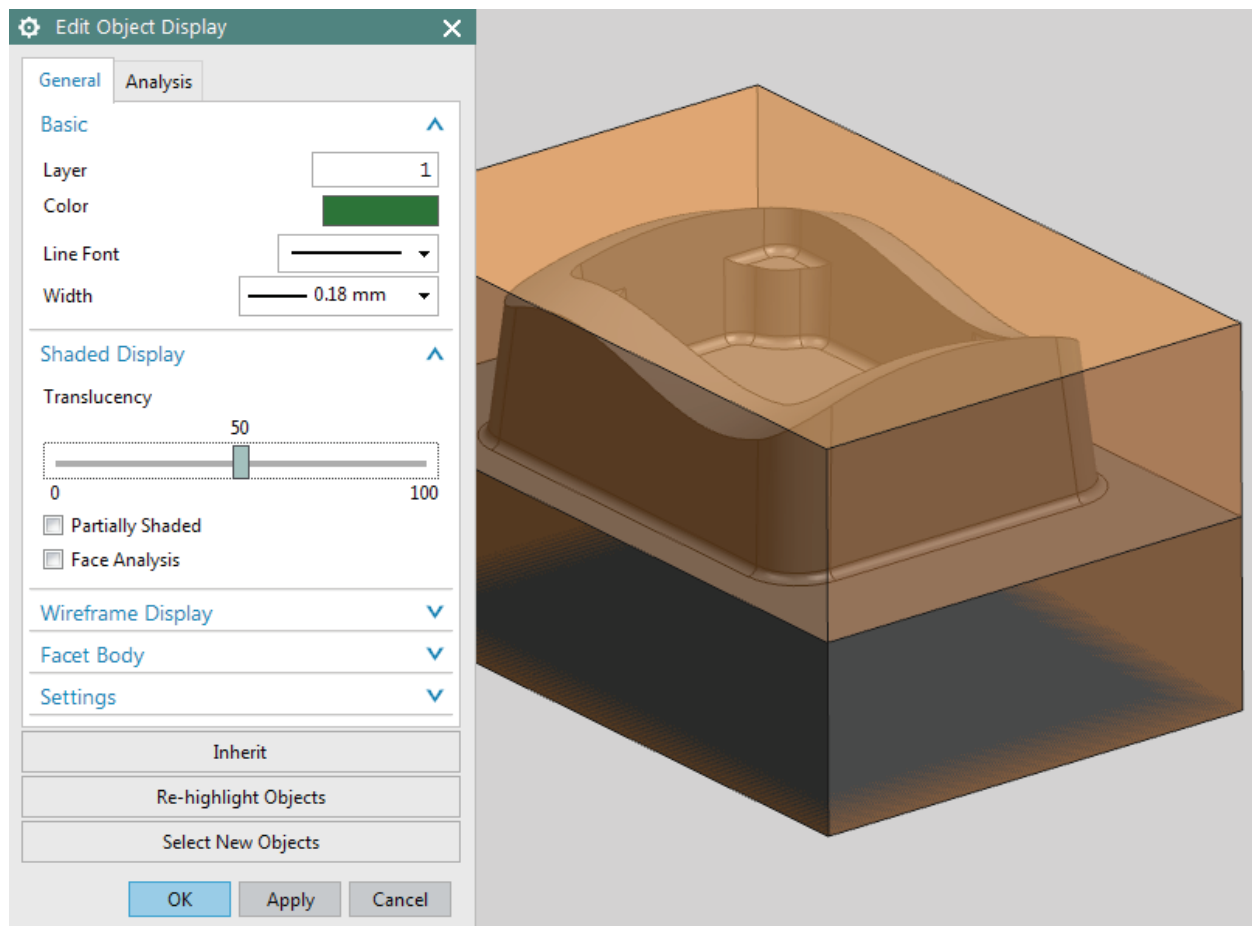 Edit Object Display
General Analysis
Basic
Layer 1
Color
Line Font
Width 0.18 mm
Shaded Display
Translucency
50
0 100
Partially Shaded
Face Analysis
Wireframe Display
Facet Body
Settings
Inherit
Re-highlight Objects
Select New Objects
OK Apply Cancel